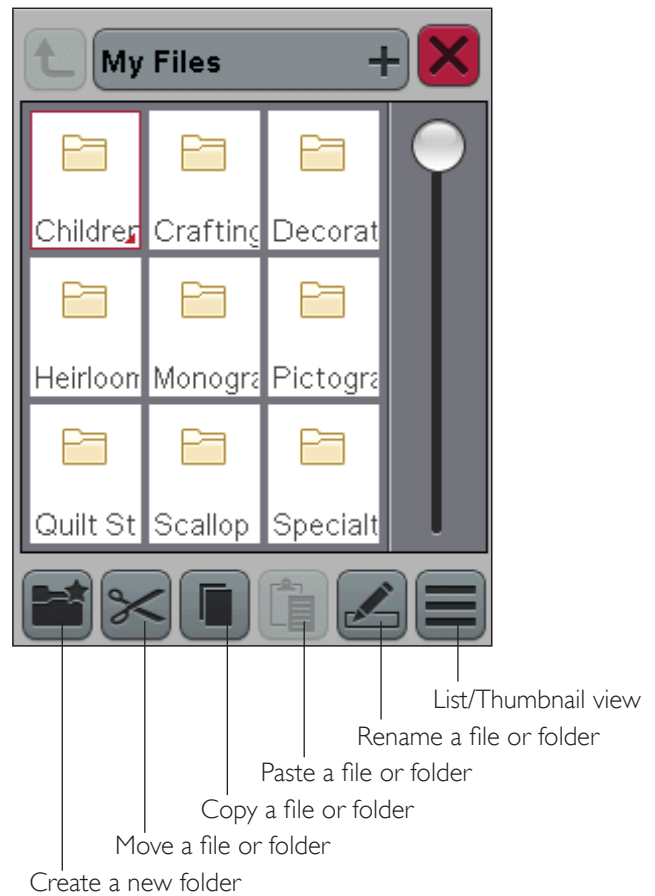 My Files
Children Crafting Decorat
Heirloom Monogra Pictogra
Quilt St Scallop Specialt
List/Thumbnail view
Rename a file or folder
Paste a file or folder
Copy a file or folder
Move a file or folder
Create a new folder